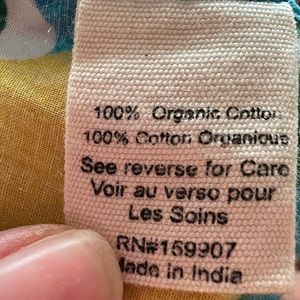 100% Organic Cotton
100% Cotton Organique
See reverse for Care
Voir au verso pour
Les Soins
RN#159907
Made in India